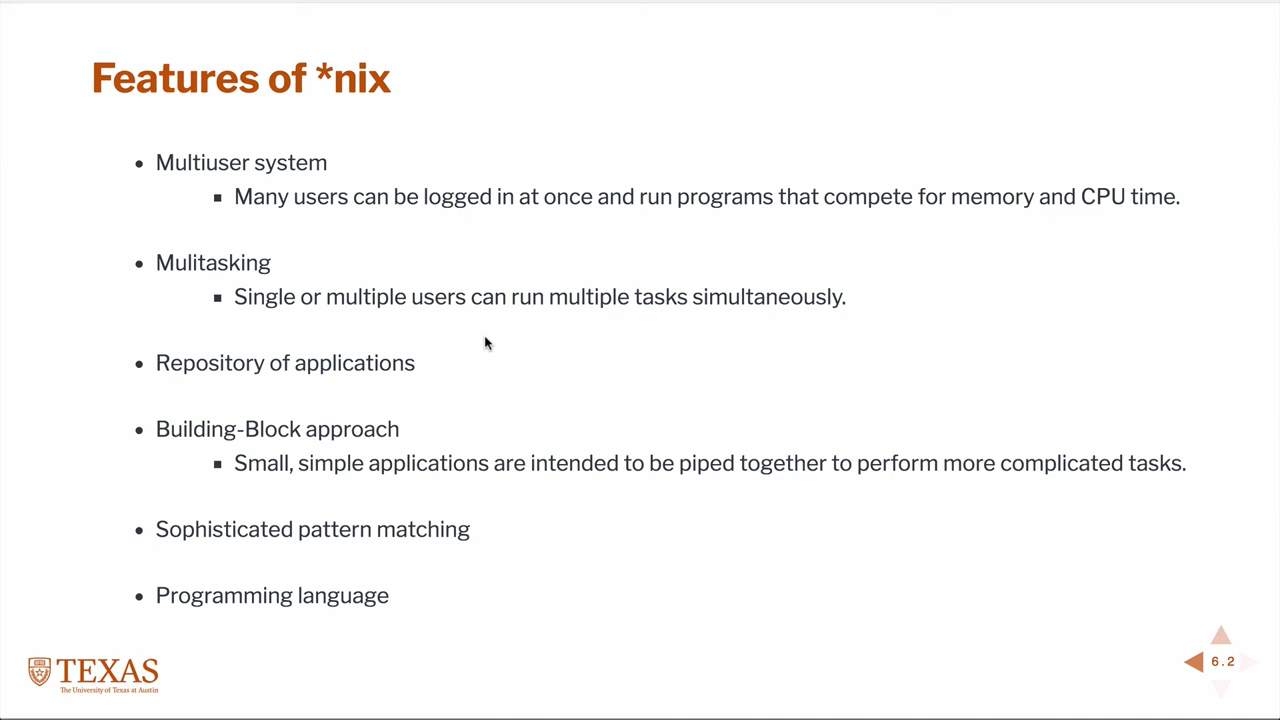 Features of *nix
• Multiuser system
▪ Many users can be logged in at once and run programs that compete for memory and CPU time.
• Mulitasking
▪ Single or multiple users can run multiple tasks simultaneously.
• Repository of applications
• Building-Block approach
▪ Small, simple applications are intended to be piped together to perform more complicated tasks.
• Sophisticated pattern matching
• Programming language
TEXAS
The University of Texas at Austin
6.2